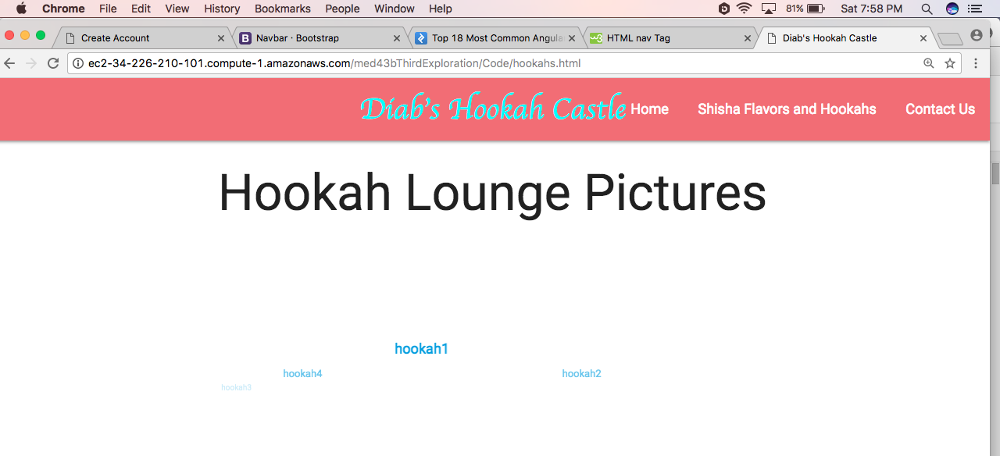 Chrome File Edit View History Bookmarks People Window Help 81% Sat 7:58 PM
Create Account Navbar · Bootstrap Top 18 Most Common Angula HTML nav Tag Diab's Hookah Castle
ec2-34-226-210-101.compute-1.amazonaws.com/med43bThirdExploration/Code/hookahs.html
Diab's Hookah Castle Home Shisha Flavors and Hookahs Contact Us
Hookah Lounge Pictures
hookah1
hookah4 hookah2
hookah3